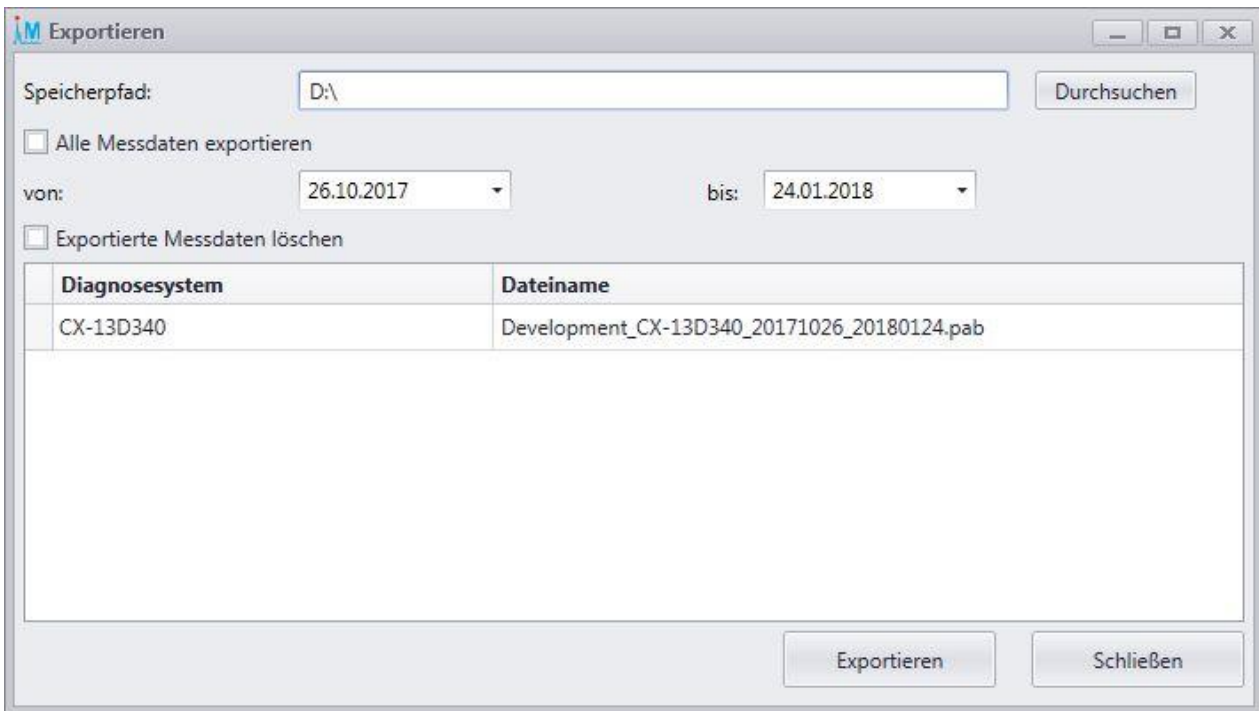 iM Exportieren
Speicherpfad: D:\ Durchsuchen
Alle Messdaten exportieren
von: 26.10.2017 bis: 24.01.2018
Exportierte Messdaten löschen
Diagnosesystem Dateiname
CX-13D340 Development_CX-13D340_20171026_20180124.pab
Exportieren Schließen